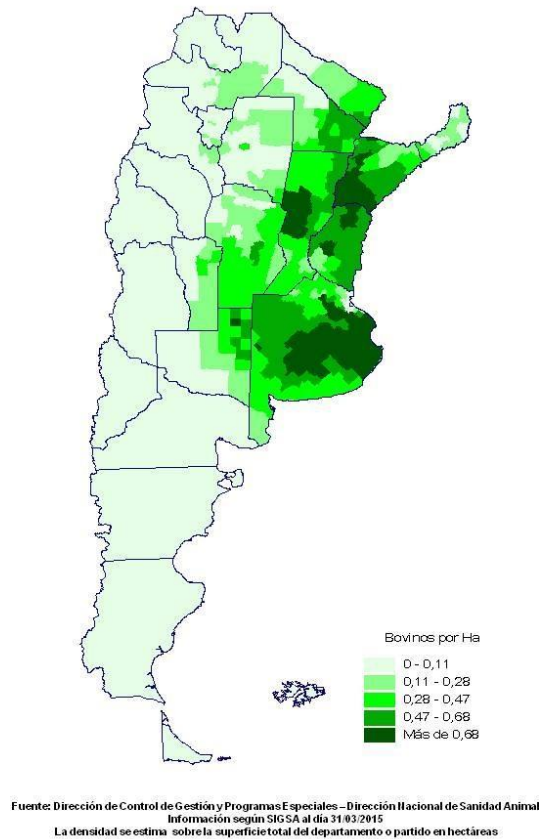 Bovinos por Ha
0 - 0,11
0,11 - 0,28
0,28 - 0,47
0,47 - 0,68
Más de 0,68
Fuente: Dirección de Control de Gestión y Programas Especiales – Dirección Nacional de Sanidad Animal
Información según SIGSA al día 31/03/2015
La densidad se estima sobre la superficie total del departamento o partido en hectáreas